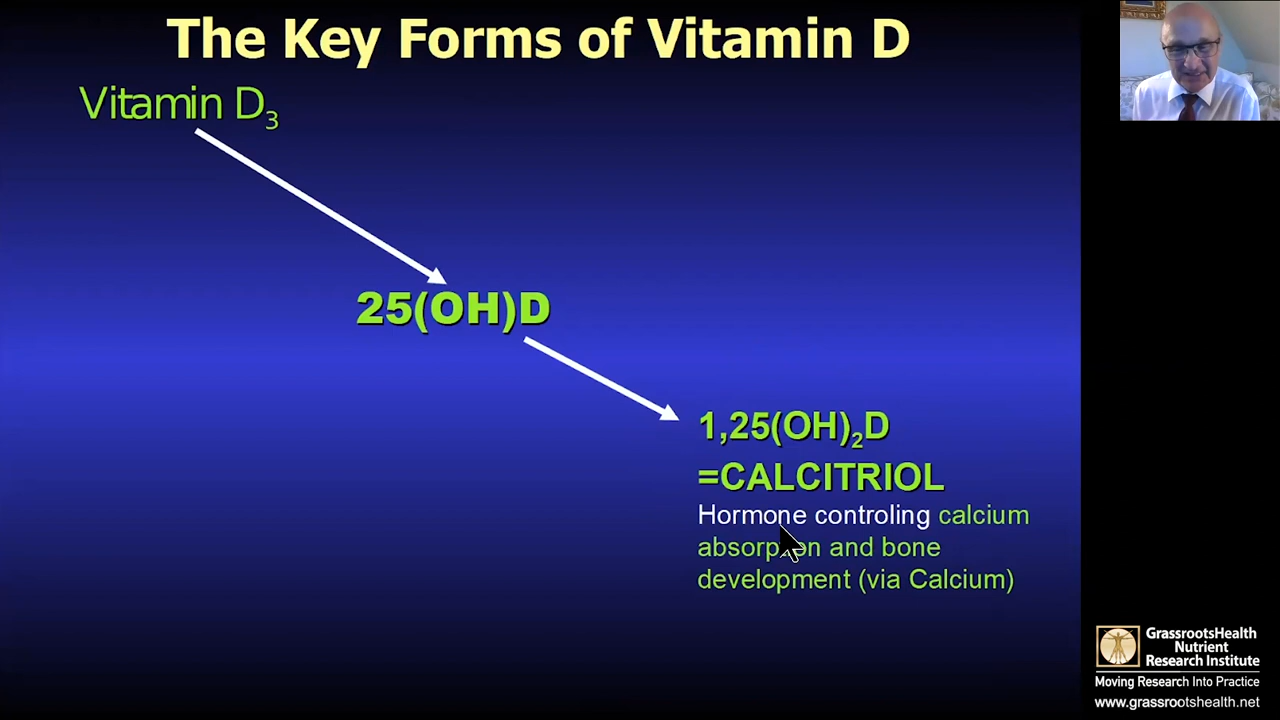 The Key Forms of Vitamin D
Vitamin D₃
25(OH)D
1,25(OH)₂D
=CALCITRIOL
Hormone controling calcium
absorption and bone
development (via Calcium)
GrassrootsHealth
Nutrient
Research Institute
Moving Research Into Practice
www.grassrootshealth.net